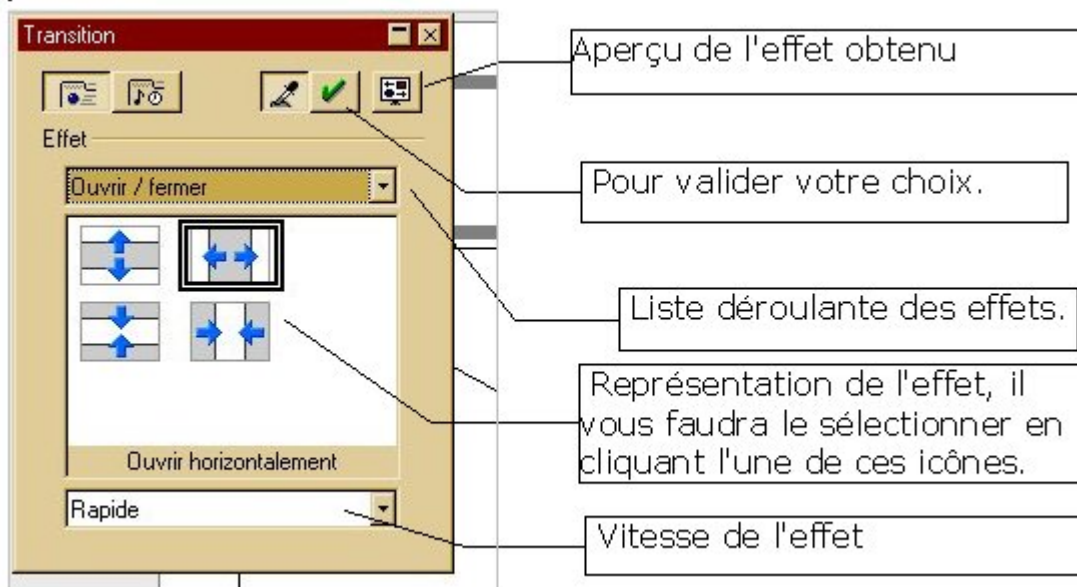 Transition
Aperçu de l'effet obtenu
Effet
Ouvrir / fermer
Pour valider votre choix.
Liste déroulante des effets.
Représentation de l'effet, il
vous faudra le sélectionner en
cliquant l'une de ces icônes.
Ouvrir horizontalement
Rapide
Vitesse de l'effet